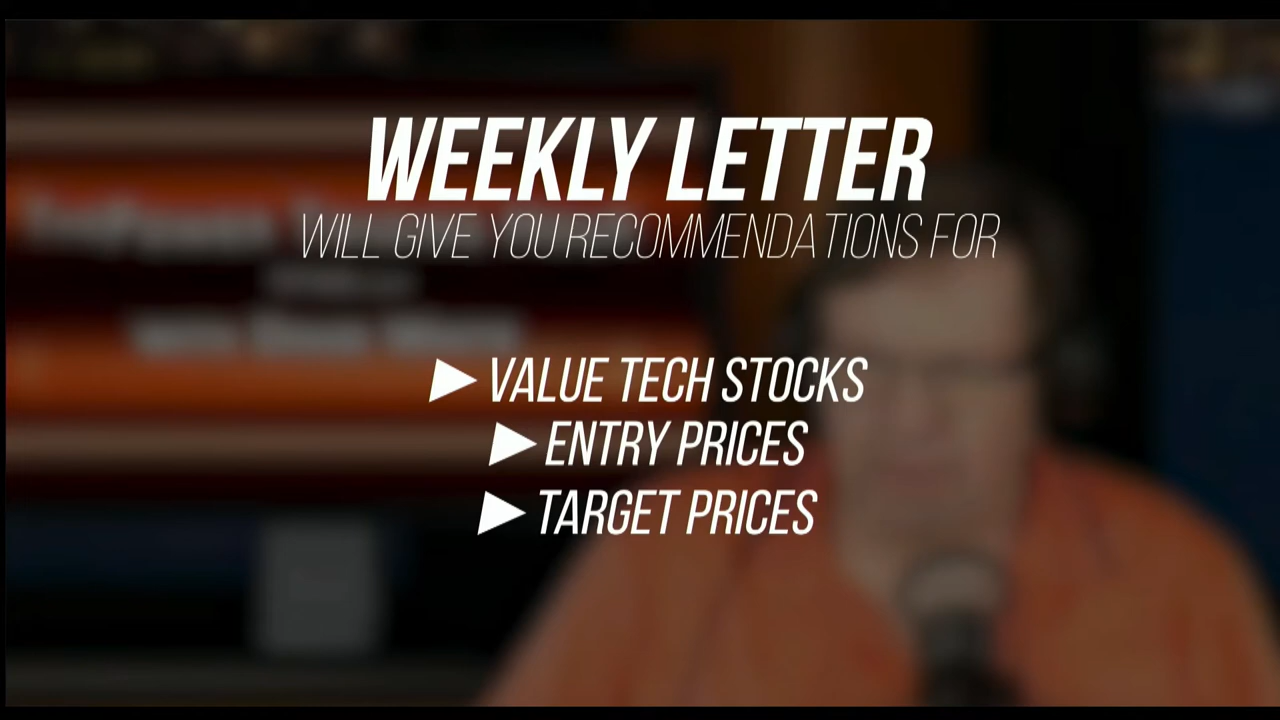 WEEKLY LETTER
WILL GIVE YOU RECOMMENDATIONS FOR
▶ VALUE TECH STOCKS
▶ ENTRY PRICES
▶ TARGET PRICES